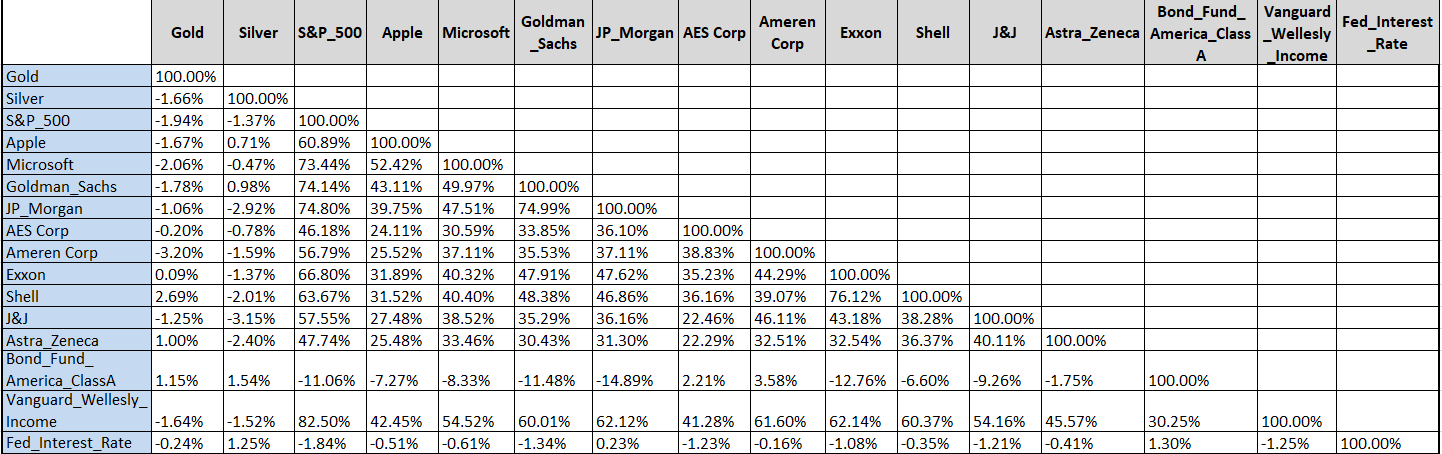 Gold Silver S&P_500 Apple Microsoft Goldman_Sachs JP_Morgan AES Corp Ameren Corp Exxon Shell J&J Astra_Zeneca Bond_Fund_America_Class A Vanguard_Wellesly_Income Fed_Interest_Rate
Gold 100.00%
Silver -1.66% 100.00%
S&P_500 -1.94% -1.37% 100.00%
Apple -1.67% 0.71% 60.89% 100.00%
Microsoft -2.06% -0.47% 73.44% 52.42% 100.00%
Goldman_Sachs -1.78% 0.98% 74.14% 43.11% 49.97% 100.00%
JP_Morgan -1.06% -2.92% 74.80% 39.75% 47.51% 74.99% 100.00%
AES Corp -0.20% -0.78% 46.18% 24.11% 30.59% 33.85% 36.10% 100.00%
Ameren Corp -3.20% -1.59% 56.79% 25.52% 37.11% 35.53% 37.11% 38.83% 100.00%
Exxon 0.09% -1.37% 66.80% 31.89% 40.32% 47.91% 47.62% 35.23% 44.29% 100.00%
Shell 2.69% -2.01% 63.67% 31.52% 40.40% 48.38% 46.86% 36.16% 39.07% 76.12% 100.00%
J&J -1.25% -3.15% 57.55% 27.48% 38.52% 35.29% 36.16% 22.46% 46.11% 43.18% 38.28% 100.00%
Astra_Zeneca 1.00% -2.40% 47.74% 25.48% 33.46% 30.43% 31.30% 22.29% 32.51% 32.54% 36.37% 40.11% 100.00%
Bond_Fund_
America_ClassA 1.15% 1.54% -11.06% -7.27% -8.33% -11.48% -14.89% 2.21% 3.58% -12.76% -6.60% -9.26% -1.75% 100.00%
Vanguard_Wellesly_
Income -1.64% -1.52% 82.50% 42.45% 54.52% 60.01% 62.12% 41.28% 61.60% 62.14% 60.37% 54.16% 45.57% 30.25% 100.00%
Fed_Interest_Rate -0.24% 1.25% -1.84% -0.51% -0.61% -1.34% 0.23% -1.23% -0.16% -1.08% -0.35% -1.21% -0.41% 1.30% -1.25% 100.00%